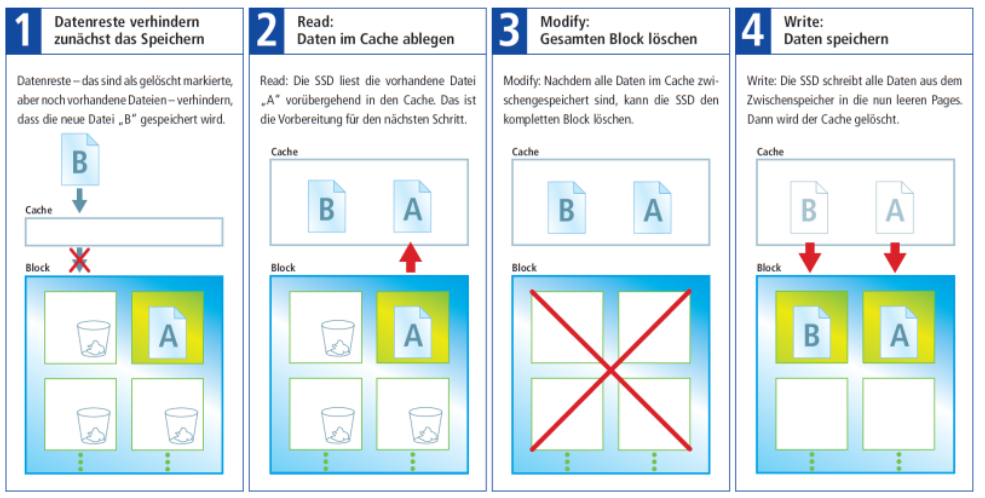 1
Datenreste verhindern
zunächst das Speichern
Datenreste – das sind als gelöscht markierte,
aber noch vorhandene Dateien – verhindern,
dass die neue Datei „B" gespeichert wird.
B
Cache
Block
A
2
Read:
Daten im Cache ablegen
Read: Die SSD liest die vorhandene Datei
„A" vorübergehend in den Cache. Das ist
die Vorbereitung für den nächsten Schritt.
Cache
B A
Block
A
3
Modify:
Gesamten Block löschen
Modify: Nachdem alle Daten im Cache zwi-
schengespeichert sind, kann die SSD den
kompletten Block löschen.
Cache
B A
Block
4
Write:
Daten speichern
Write: Die SSD schreibt alle Daten aus dem
Zwischenspeicher in die nun leeren Pages.
Dann wird der Cache gelöscht.
Cache
B A
Block
B A